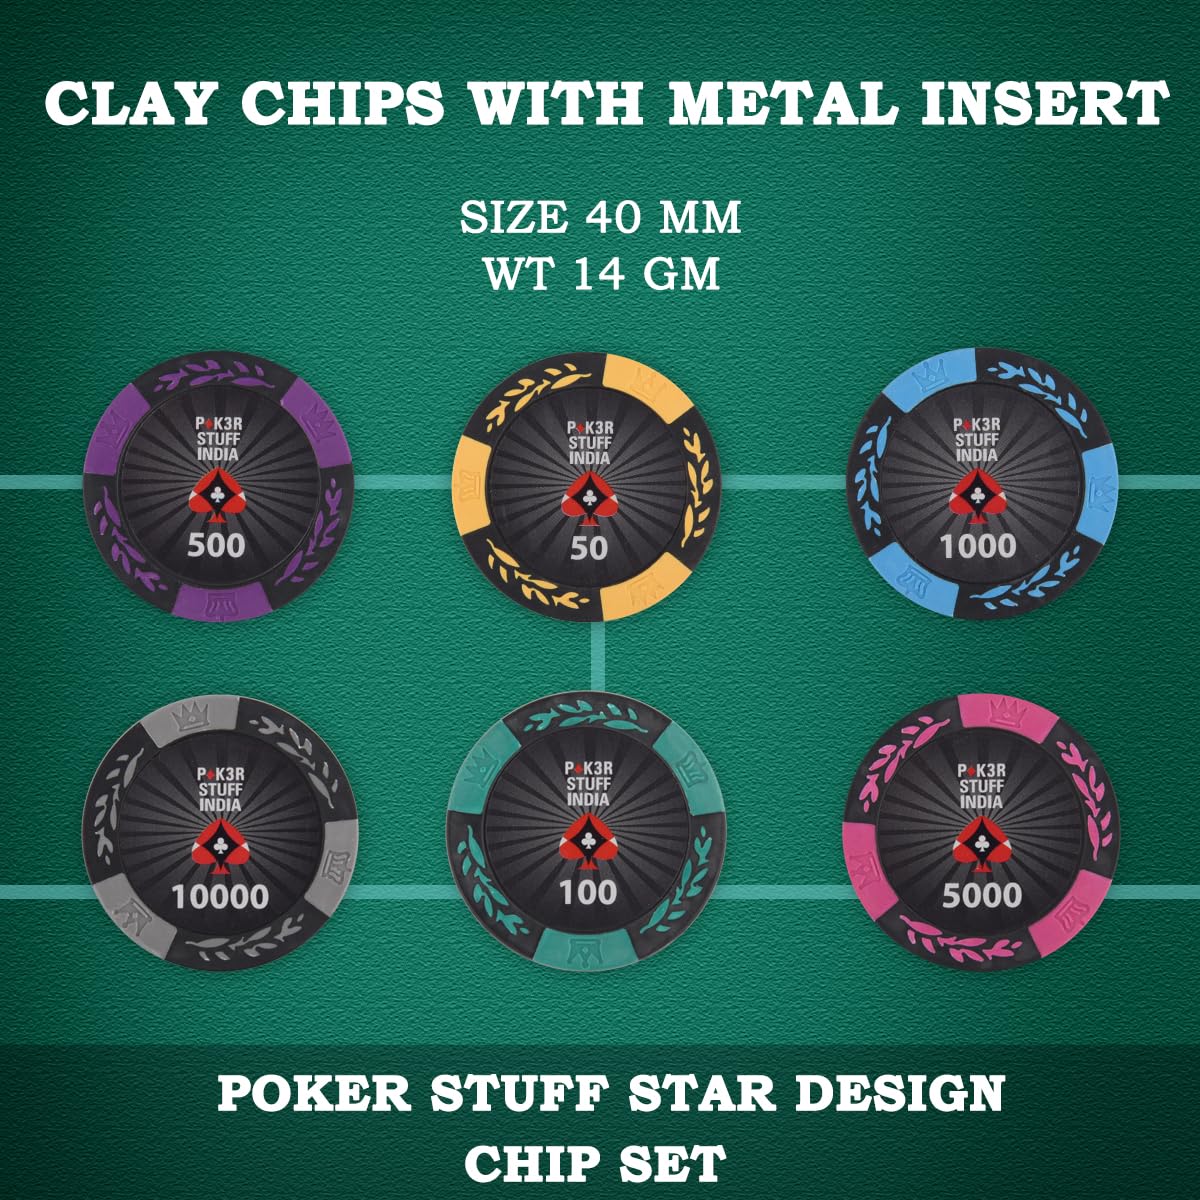 CLAY CHIPS WITH METAL INSERT
SIZE 40 MM
WT 14 GM
P♦K3R
STUFF
INDIA
500
P♦K3R
STUFF
INDIA
50
P♦K3R
STUFF
INDIA
1000
P♦K3R
STUFF
INDIA
10000
P♦K3R
STUFF
INDIA
100
P♦K3R
STUFF
INDIA
5000
POKER STUFF STAR DESIGN
CHIP SET